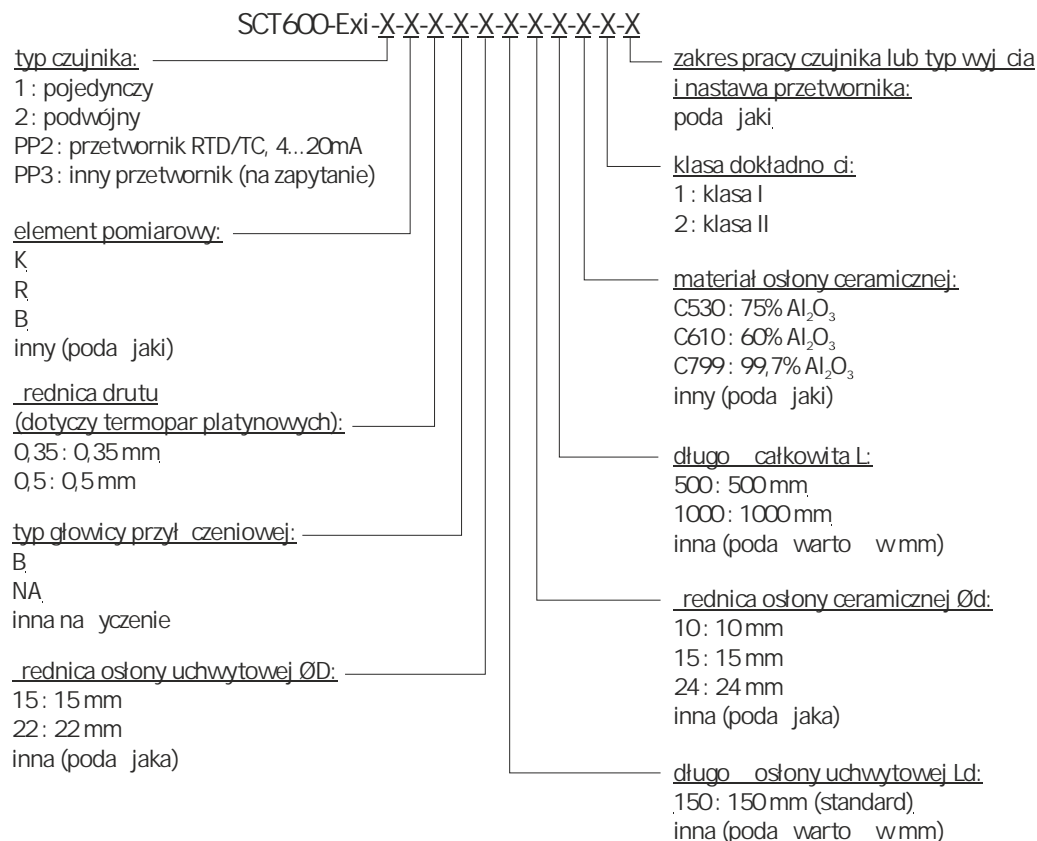 SCT600-Exi-X-X-X-X-X-X-X-X-X-X-X
typ czujnika:
1 : pojedynczy
2 : podwójny
PP2 : przetwornik RTD/TC, 4...20mA
PP3 : inny przetwornik (na zapytanie)
element pomiarowy:
K
R
B
inny (poda jaki)
rednica drutu
(dotyczy termopar platynowych):
0,35 : 0,35 mm
0,5 : 0,5 mm
typ głowicy przył czeniowej:
B
NA
inna na yczenie
rednica osłony uchwytowej ØD:
15 : 15 mm
22 : 22 mm
inna (poda jaka)
zakres pracy czujnika lub typ wyj cia
i nastawa przetwornika:
poda jaki
klasa dokładno ci:
1 : klasa I
2 : klasa II
materiał osłony ceramicznej:
C530 : 75% Al₂O₃
C610 : 60% Al₂O₃
C799 : 99,7% Al₂O₃
inny (poda jaki)
długo całkowita L:
500 : 500 mm
1000 : 1000 mm
inna (poda warto w mm)
rednica osłony ceramicznej Ød:
10 : 10 mm
15 : 15 mm
24 : 24 mm
inna (poda jaka)
długo osłony uchwytowej Ld:
150 : 150 mm (standard)
inna (poda warto w mm)